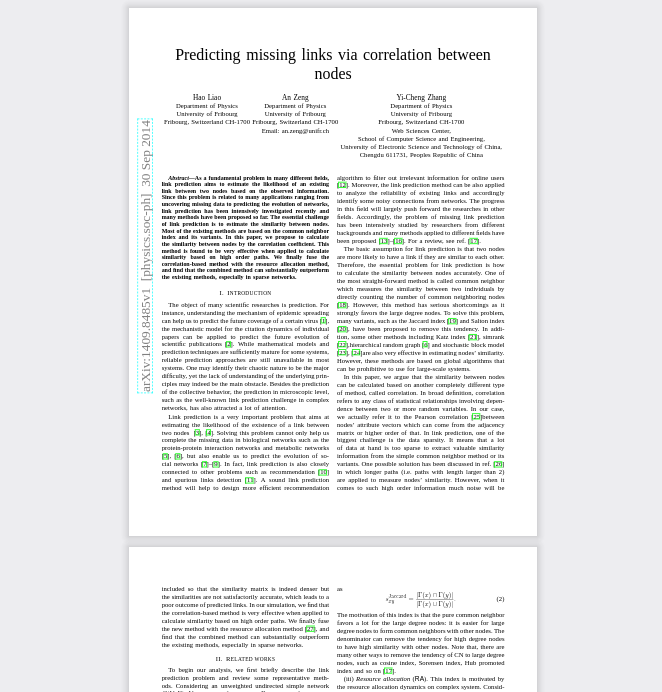 Predicting missing links via correlation between
nodes
Hao Liao
Department of Physics
University of Fribourg
Fribourg, Switzerland CH-1700
An Zeng
Department of Physics
University of Fribourg
Fribourg, Switzerland CH-1700
Email: an.zeng@unifr.ch
Yi-Cheng Zhang
Department of Physics
University of Fribourg
Fribourg, Switzerland CH-1700
Web Sciences Center,
School of Computer Science and Engineering,
University of Electronic Science and Technology of China,
Chengdu 611731, Peoples Republic of China
arXiv:1409.8485v1 [physics.soc-ph] 30 Sep 2014
Abstract—As a fundamental problem in many different fields,
link prediction aims to estimate the likelihood of an existing
link between two nodes based on the observed information.
Since this problem is related to many applications ranging from
uncovering missing data to predicting the evolution of networks,
link prediction has been intensively investigated recently and
many methods have been proposed so far. The essential challenge
of link prediction is to estimate the similarity between nodes.
Most of the existing methods are based on the common neighbor
index and its variants. In this paper, we propose to calculate
the similarity between nodes by the correlation coefficient. This
method is found to be very effective when applied to calculate
similarity based on high order paths. We finally fuse the
correlation-based method with the resource allocation method,
and find that the combined method can substantially outperform
the existing methods, especially in sparse networks.
I. INTRODUCTION
The object of many scientific researches is prediction. For
instance, understanding the mechanism of epidemic spreading
can help us to predict the future coverage of a certain virus [1],
the mechanistic model for the citation dynamics of individual
papers can be applied to predict the future evolution of
scientific publications [2]. While mathematical models and
prediction techniques are sufficiently mature for some systems,
reliable prediction approaches are still unavailable in most
systems. One may identify their chaotic nature to be the major
difficulty, yet the lack of understanding of the underlying prin-
ciples may indeed be the main obstacle. Besides the prediction
of the collective behavior, the prediction in microscopic level,
such as the well-known link prediction challenge in complex
networks, has also attracted a lot of attention.
Link prediction is a very important problem that aims at
estimating the likelihood of the existence of a link between
two nodes [3], [4]. Solving this problem cannot only help us
complete the missing data in biological networks such as the
protein-protein interaction networks and metabolic networks
[5], [6], but also enable us to predict the evolution of so-
cial networks [7]–[9]. In fact, link prediction is also closely
connected to other problems such as recommendation [10]
and spurious links detection [11]. A sound link prediction
method will help to design more efficient recommendation
algorithm to filter out irrelevant information for online users
[12]. Moreover, the link prediction method can be also applied
to analyze the reliability of existing links and accordingly
identify some noisy connections from networks. The progress
in this field will largely push forward the researches in other
fields. Accordingly, the problem of missing link prediction
has been intensively studied by researchers from different
backgrounds and many methods applied to different fields have
been proposed [13]–[16]. For a review, see ref. [17].
The basic assumption for link prediction is that two nodes
are more likely to have a link if they are similar to each other.
Therefore, the essential problem for link prediction is how
to calculate the similarity between nodes accurately. One of
the most straight-forward method is called common neighbor
which measures the similarity between two individuals by
directly counting the number of common neighboring nodes
[18]. However, this method has serious shortcomings as it
strongly favors the large degree nodes. To solve this problem,
many variants, such as the Jaccard index [19] and Salton index
[20], have been proposed to remove this tendency. In addi-
tion, some other methods including Katz index [21], simrank
[22],hierarchical random graph [6] and stochastic block model
[23], [24]are also very effective in estimating nodes' similarity.
However, these methods are based on global algorithms that
can be prohibitive to use for large-scale systems.
In this paper, we argue that the similarity between nodes
can be calculated based on another completely different type
of method, called correlation. In broad definition, correlation
refers to any class of statistical relationships involving depen-
dence between two or more random variables. In our case,
we actually refer it to the Pearson correlation [25]between
nodes' attribute vectors which can come from the adjacency
matrix or higher order of that. In link prediction, one of the
biggest challenge is the data sparsity. It means that a lot
of data at hand is too sparse to extract valuable similarity
information from the simple common neighbor method or its
variants. One possible solution has been discussed in ref. [26]
in which longer paths (i.e. paths with length larger than 2)
are applied to measure nodes' similarity. However, when it
comes to such high order information much noise will be
included so that the similarity matrix is indeed denser but
the similarities are not satisfactorily accurate, which leads to a
poor outcome of predicted links. In our simulation, we find that
the correlation-based method is very effective when applied to
calculate similarity based on high order paths. We finally fuse
the new method with the resource allocation method [27], and
find that the combined method can substantially outperform
the existing methods, especially in sparse networks.
II. RELATED WORKS
To begin our analysis, we first briefly describe the link
prediction problem and review some representative meth-
ods. Considering an unweighted undirected simple network
as
s_xy^Jaccard = |Γ(x) ∩ Γ(y)| / |Γ(x) ∪ Γ(y)| (2)
The motivation of this index is that the pure common neighbor
favors a lot for the large degree nodes: it is easier for large
degree nodes to form common neighbors with other nodes. The
denominator can remove the tendency for high degree nodes
to have high similarity with other nodes. Note that, there are
many other ways to remove the tendency of CN to large degree
nodes, such as cosine index, Sorensen index, Hub promoted
index and so on [17].
(iii) Resource allocation (RA). This index is motivated by
the resource allocation dynamics on complex system. Consid-